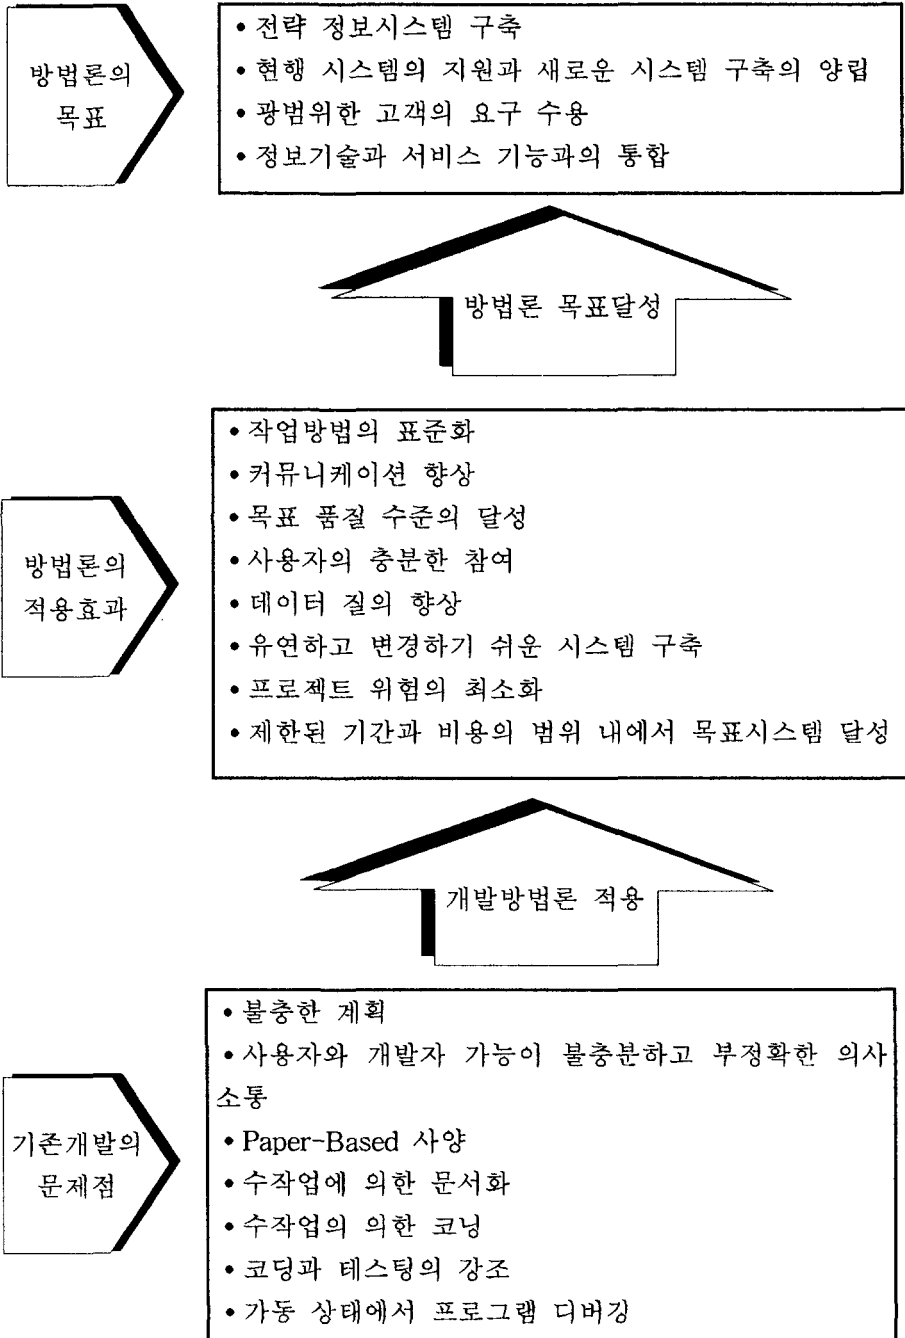 방법론의
목표
• 전략 정보시스템 구축
• 현행 시스템의 지원과 새로운 시스템 구축의 양립
• 광범위한 고객의 요구 수용
• 정보기술과 서비스 기능과의 통합
방법론 목표달성
방법론의
적용효과
• 작업방법의 표준화
• 커뮤니케이션 향상
• 목표 품질 수준의 달성
• 사용자의 충분한 참여
• 데이터 질의 향상
• 유연하고 변경하기 쉬운 시스템 구축
• 프로젝트 위험의 최소화
• 제한된 기간과 비용의 범위 내에서 목표시스템 달성
개발방법론 적용
기존개발의
문제점
• 불충한 계획
• 사용자와 개발자 가능이 불충분하고 부정확한 의사
소통
• Paper-Based 사양
• 수작업에 의한 문서화
• 수작업의 의한 코닝
• 코딩과 테스팅의 강조
• 가동 상태에서 프로그램 디버깅